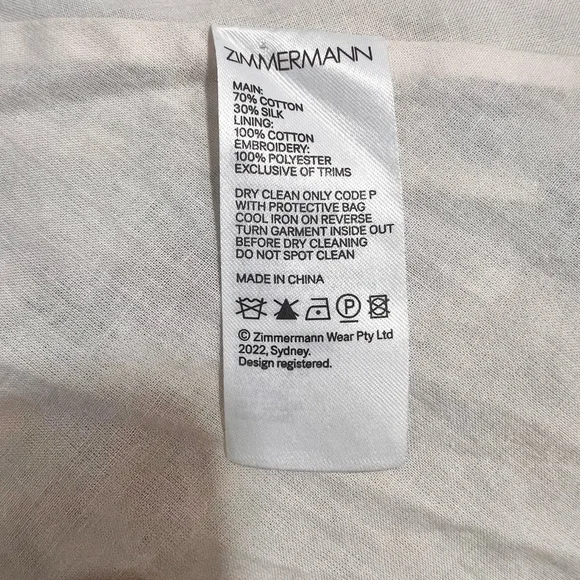 ZIMMERMANN
MAIN:
70% COTTON
30% SILK
LINING:
100% COTTON
EMBROIDERY:
100% POLYESTER
EXCLUSIVE OF TRIMS
DRY CLEAN ONLY CODE P
WITH PROTECTIVE BAG
COOL IRON ON REVERSE
TURN GARMENT INSIDE OUT
BEFORE DRY CLEANING
DO NOT SPOT CLEAN
MADE IN CHINA
P
© Zimmermann Wear Pty Ltd
2022, Sydney.
Design registered.